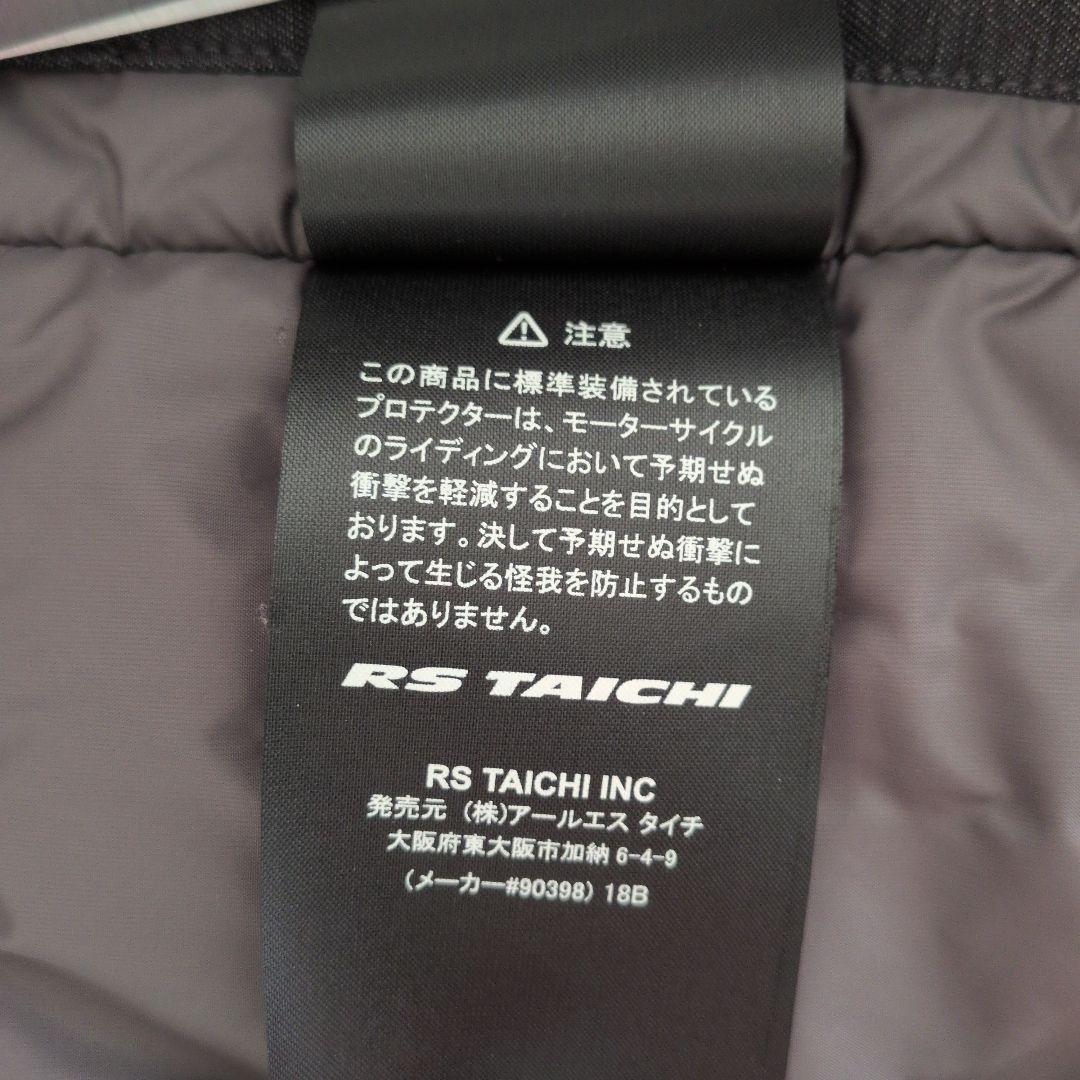 注意
この商品に標準装備されている
プロテクターは、モーターサイクル
のライディングにおいて予期せぬ
衝撃を軽減することを目的として
おります。決して予期せぬ衝撃に
よって生じる怪我を防止するもの
ではありません。
RS TAICHI
RS TAICHI INC
発売元 (株)アールエス タイチ
大阪府東大阪市加納 6-4-9
(メーカー#90398) 18B